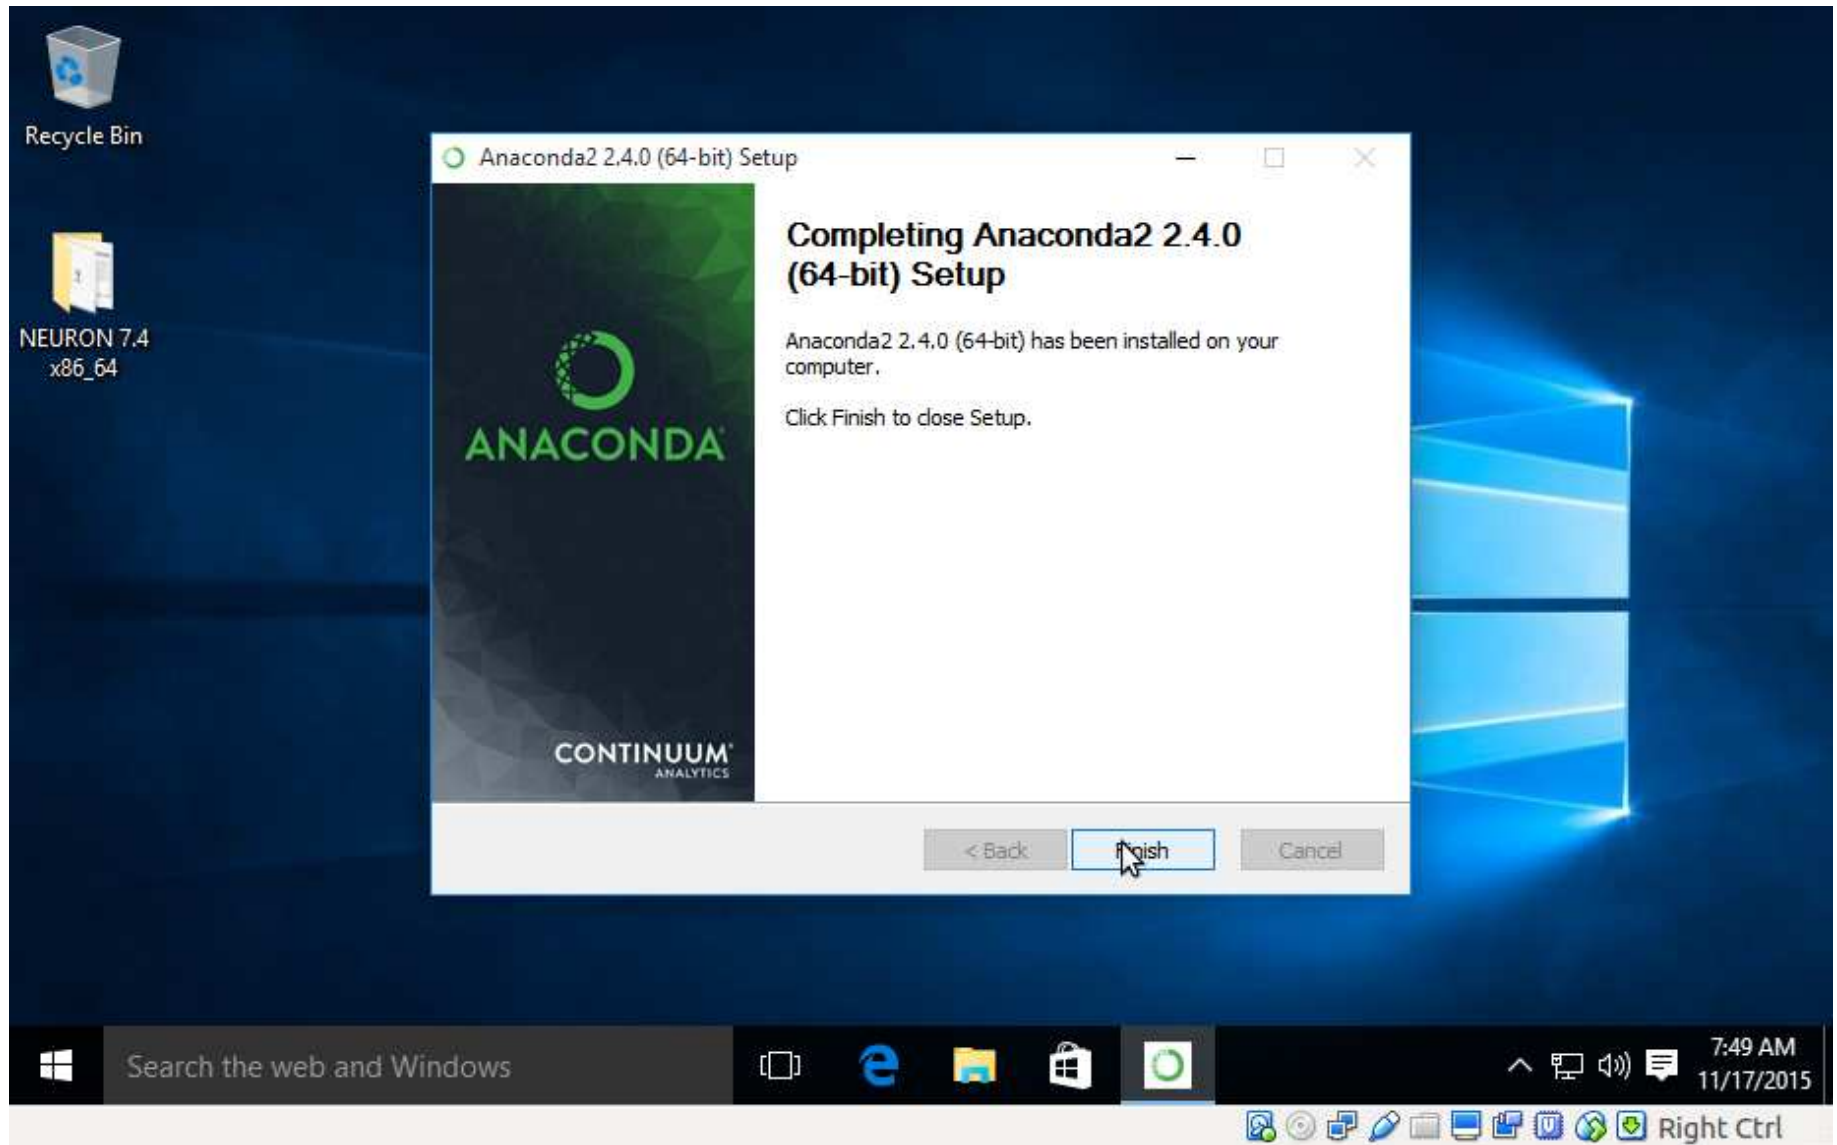 Recycle Bin
NEURON 7.4
x86_64
Anaconda2 2.4.0 (64-bit) Setup
Completing Anaconda2 2.4.0
(64-bit) Setup
Anaconda2 2.4.0 (64-bit) has been installed on your
computer.
Click Finish to close Setup.
ANACONDA
CONTINUUM
ANALYTICS
< Back
Finish
Cancel
Search the web and Windows
7:49 AM
11/17/2015
Right Ctrl